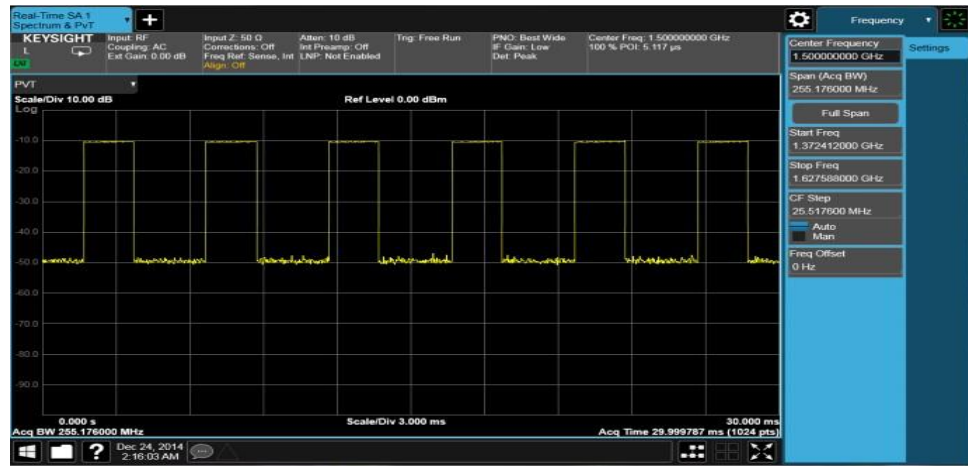 Real-Time SA 1
Spectrum & PvT
Frequency
KEYSIGHT
L
Input: RF
Coupling: AC
Ext Gain: 0.00 dB
Input Z: 50 Ω
Corrections: Off
Freq Ref: Sense, Int
Align: Off
Atten: 10 dB
Int Preamp: Off
LNP: Not Enabled
Trig: Free Run
PNO: Best Wide
IF Gain: Low
Det: Peak
Center Freq: 1.500000000 GHz
100 % POI: 5.117 µs
Center Frequency
1.500000000 GHz
Settings
Span (Acq BW)
255.176000 MHz
Full Span
Start Freq
1.372412000 GHz
Stop Freq
1.627588000 GHz
CF Step
25.517600 MHz
Auto
Man
Freq Offset
0 Hz
PVT
Scale/Div 10.00 dB
Ref Level 0.00 dBm
Log
-10.0
-20.0
-30.0
-40.0
-50.0
-60.0
-70.0
-80.0
-90.0
0.000 s
Scale/Div 3.000 ms
30.000 ms
Acq BW 255.176000 MHz
Acq Time 29.999787 ms (1024 pts)
?
Dec 24, 2014
2:16:03 AM